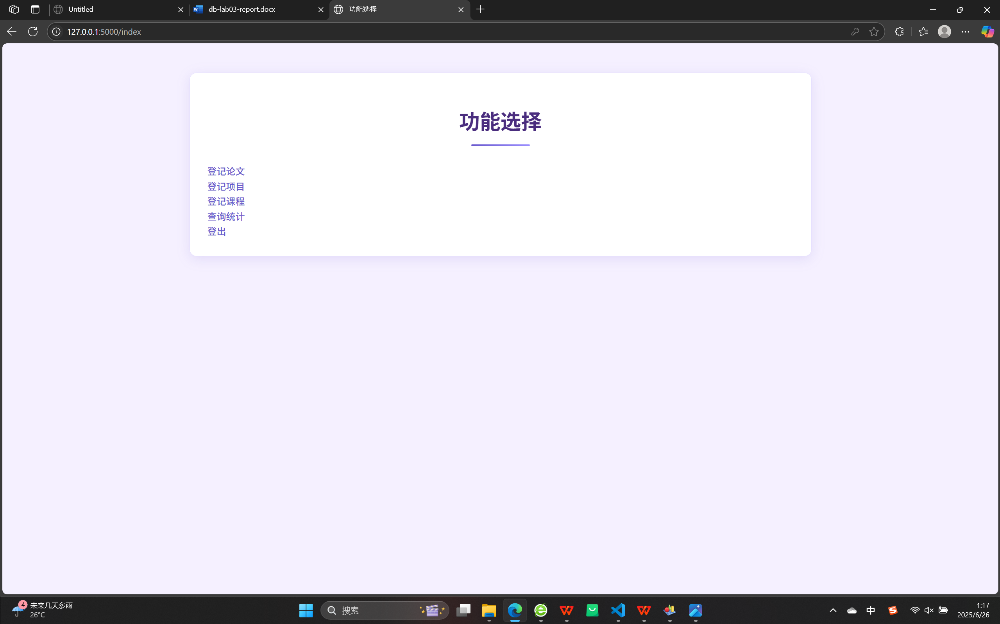 Untitled
db-lab03-report.docx
功能选择
127.0.0.1:5000/index
功能选择
登记论文
登记项目
登记课程
查询统计
登出
4
未来几天多雨
26°C
搜索
中
1:17
2025/6/26